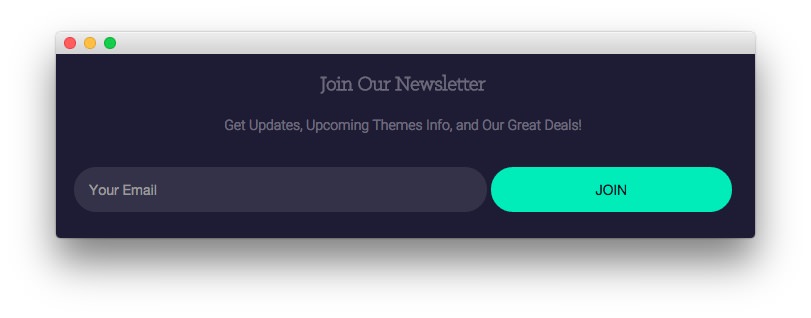 Join Our Newsletter
Get Updates, Upcoming Themes Info, and Our Great Deals!
Your Email
JOIN